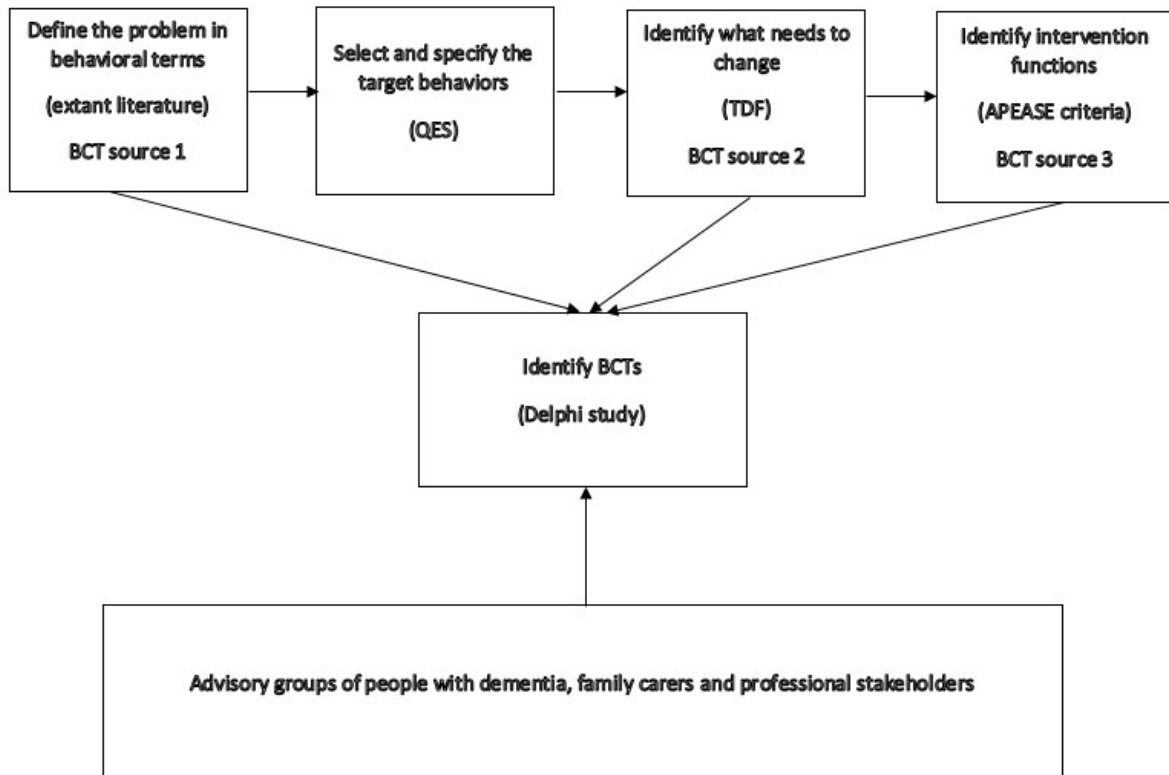 Define the problem in
behavioral terms
(extant literature)
BCT source 1
Select and specify the
target behaviors
(QES)
Identify what needs to
change
(TDF)
BCT source 2
Identify intervention
functions
(APEASE criteria)
BCT source 3
Identify BCTs
(Delphi study)
Advisory groups of people with dementia, family carers and professional stakeholders